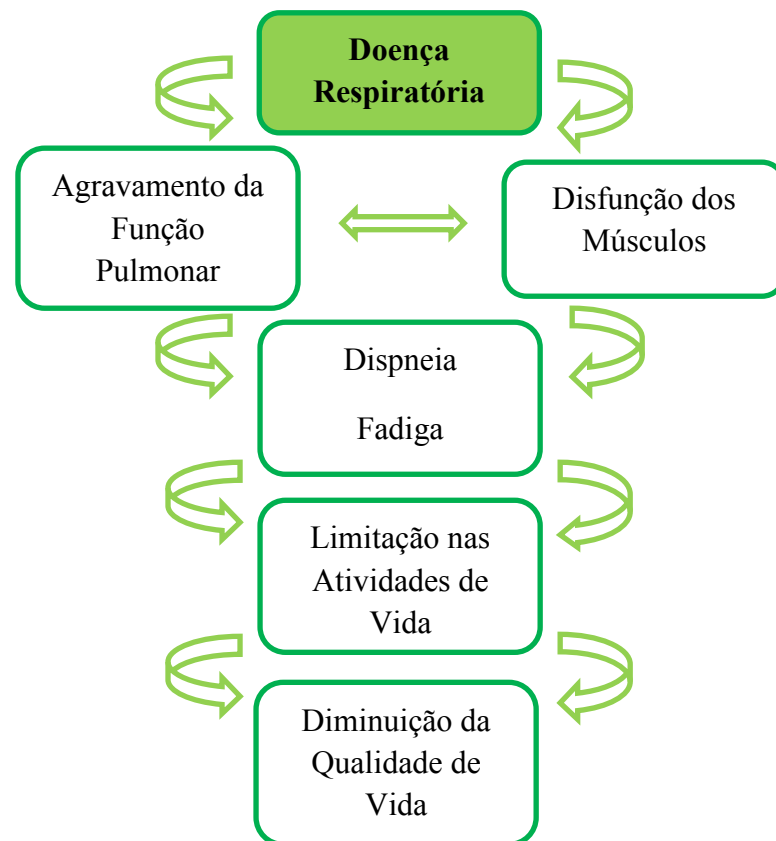 Doença
Respiratória
Agravamento da
Função
Pulmonar
Disfunção dos
Músculos
Dispneia
Fadiga
Limitação nas
Atividades de
Vida
Diminuição da
Qualidade de
Vida